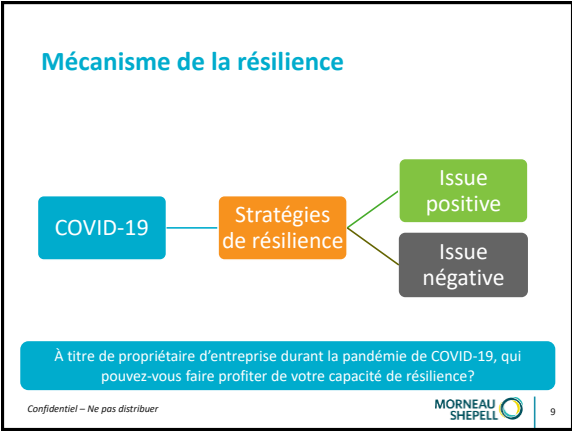 Mécanisme de la résilience
COVID-19
Stratégies
de résilience
Issue
positive
Issue
négative
À titre de propriétaire d'entreprise durant la pandémie de COVID-19, qui
pouvez-vous faire profiter de votre capacité de résilience?
Confidentiel – Ne pas distribuer
MORNEAU
SHEPELL
9